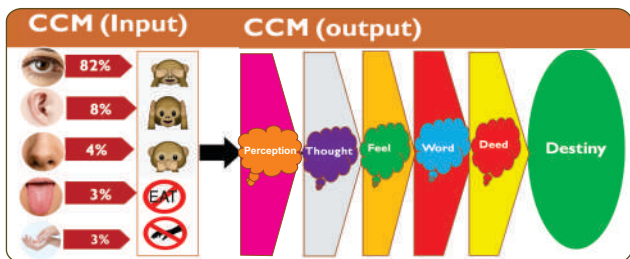 CCM (Input)
CCM (output)
82%
8%
4%
3%
EAT
3%
Perception
Thought
Feel
Word
Deed
Destiny